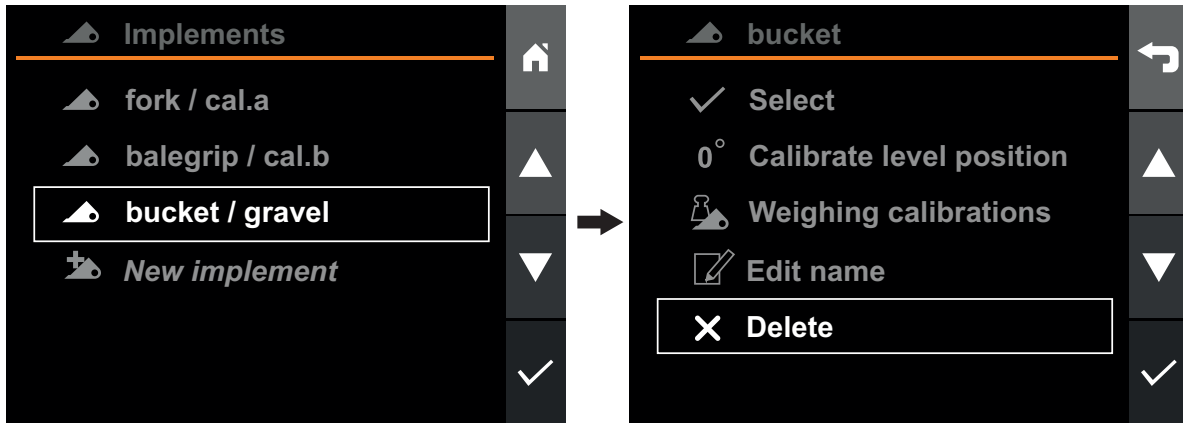 Implements
fork / cal.a
balegrip / cal.b
bucket / gravel
New implement
bucket
Select
0° Calibrate level position
Weighing calibrations
Edit name
Delete